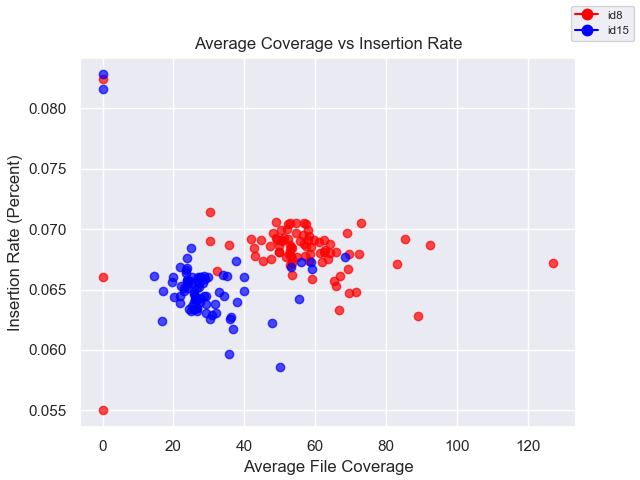 id8
id15
Average Coverage vs Insertion Rate
Insertion Rate (Percent)
0.080
0.075
0.070
0.065
0.060
0.055
0 20 40 60 80 100 120
Average File Coverage